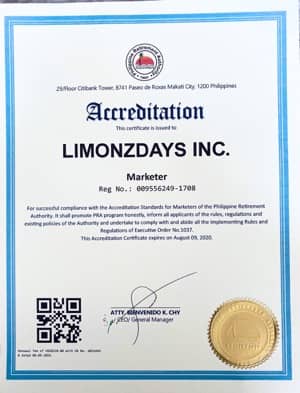 Philippine Retirement Authority
29/Floor Citibank Tower, 8741 Paseo de Roxas Makati City, 1200 Philippines
Accreditation
This certificate is issued to:
LIMONZDAYS INC.
Marketer
Reg No.: 009556249-1708
For successful compliance with the Accreditation Standards for Marketers of the Philippine Retirement
Authority. It shall promote PRA program honestly, inform all applicants of the rules, regulations and
existing policies of the Authority and undertake to comply with and abide all the Implementing Rules and
Regulations of Executive Order No.1037.
This Accreditation Certificate expires on August 09, 2020.
ATTY. BIENVENIDO K. CHY
CEO/ General Manager